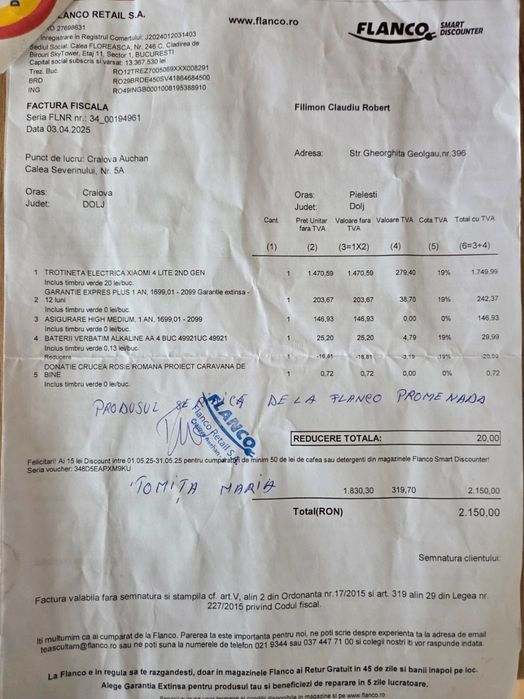 LANCO RETAIL S.A.
RO 27698631
Inregistrare in Registrul Comertului: J2024012031403
Sediul Social: Calea FLOREASCA, Nr. 246 C, Cladirea de
Birouri SkyTower, Etaj 11, Sector 1, BUCURESTI
Capital social subscris si varsat: 13.367.530 lei
Trez. Buc. RO12TREZ7005069XXX008291
BRD RO29BRDE450SV41864684500
ING RO49INGB0001008195388910
www.flanco.ro
FLANCO SMART DISCOUNTER
FACTURA FISCALA
Seria FLNR nr.: 34_00194961
Data 03.04.2025
Filimon Claudiu Robert
Punct de lucru: Craiova Auchan
Calea Severinului, Nr. 5A
Adresa: Str.Gheorghita Geolgau,nr.396
Oras: Craiova
Judet: DOLJ
Oras: Pielesti
Judet: Dolj
Cant. Pret Unitar fara TVA Valoare fara TVA Valoare TVA Cota TVA Total cu TVA
(1) (2) (3=1X2) (4) (5) (6=3+4)
1 TROTINETA ELECTRICA XIAOMI 4 LITE 2ND GEN 1 1.470,59 1.470,59 279,40 19% 1.749,99
Inclus timbru verde 20 lei/buc.
GARANTIE EXPRES PLUS 1 AN, 1699,01 - 2099 Garantie extinsa -
2 12 luni 1 203,67 203,67 38,70 19% 242,37
Inclus timbru verde 0 lei/buc.
3 ASIGURARE HIGH MEDIUM, 1 AN, 1699,01 -2099 1 146,93 146,93 0,00 0% 146,93
Inclus timbru verde 0 lei/buc.
4 BATERII VERBATIM ALKALINE AA 4 BUC 49921UC 49921 1 25,20 25,20 4,79 19% 29,99
Inclus timbru verde 0,13 lei/buc.
Reducere -16,81 -16,81 -3,19 19% -20,00
DONATIE CRUCEA ROSIE ROMANA PROIECT CARAVANA DE
5 BINE 1 0,72 0,72 0,00 0% 0,72
Inclus timbru verde 0 lei/buc.
PRODUSUL SE RIDICA DE LA FLANCO PROMENADA
FLANCO
Flanco Retail S.A.
REDUCERE TOTALA: 20,00
Felicitari! Ai 15 lei Discount intre 01.05.25-31.05.25 pentru cumparaturi de minim 50 de lei de cafea sau detergenti din magazinele Flanco Smart Discounter!
Seria voucher: 348D5EAPXM9KU
TOMIȚA MARIA
1.830,30 319,70 2.150,00
Total(RON) 2.150,00
Semnatura clientului:
Factura valabila fara semnatura si stampila cf. art.V, alin 2 din Ordonanta nr.17/2015 si art. 319 alin 29 din Legea nr.
227/2015 privind Codul fiscal.
Iti multumim ca ai cumparat de la Flanco. Parerea ta este importanta pentru noi, ne poti scrie despre experienta ta la adresa de email
teascultam@flanco.ro sau ne poti suna la numerele de telefon 021 9344 sau 037 447 71 00 si colegii nostri iti vor raspunde indata.
La Flanco e in regula sa te razgandesti, doar in magazinele Flanco ai Retur Gratuit in 45 de zile si banii inapoi pe loc.
Alege Garantia Extinsa pentru produsul tau si beneficiezi de reparare in 5 zile lucratoare.